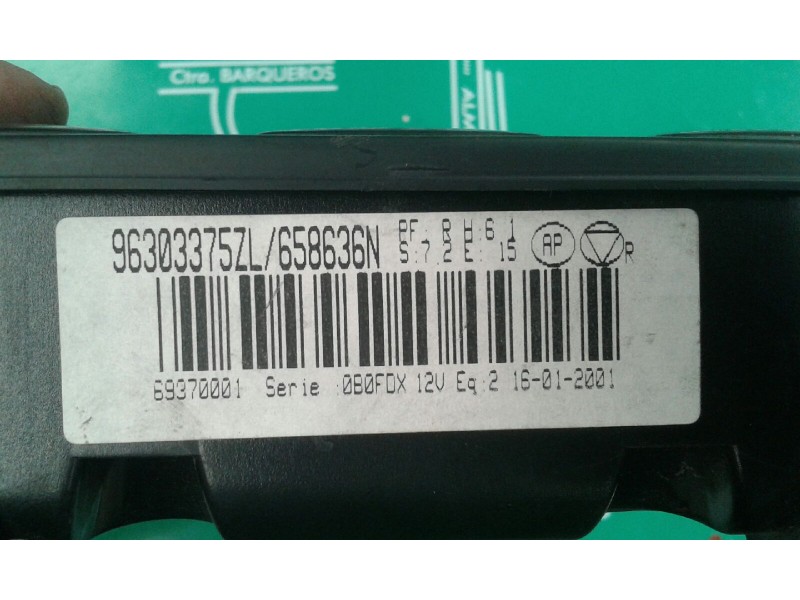 Ctra. BARQUEROS
ALM
96303375ZL/658636N
PF: R H:6 1
S:7.2 E: 15
AP
R
69370001 Serie :0B0FDX 12V Eq:2 16-01-2001